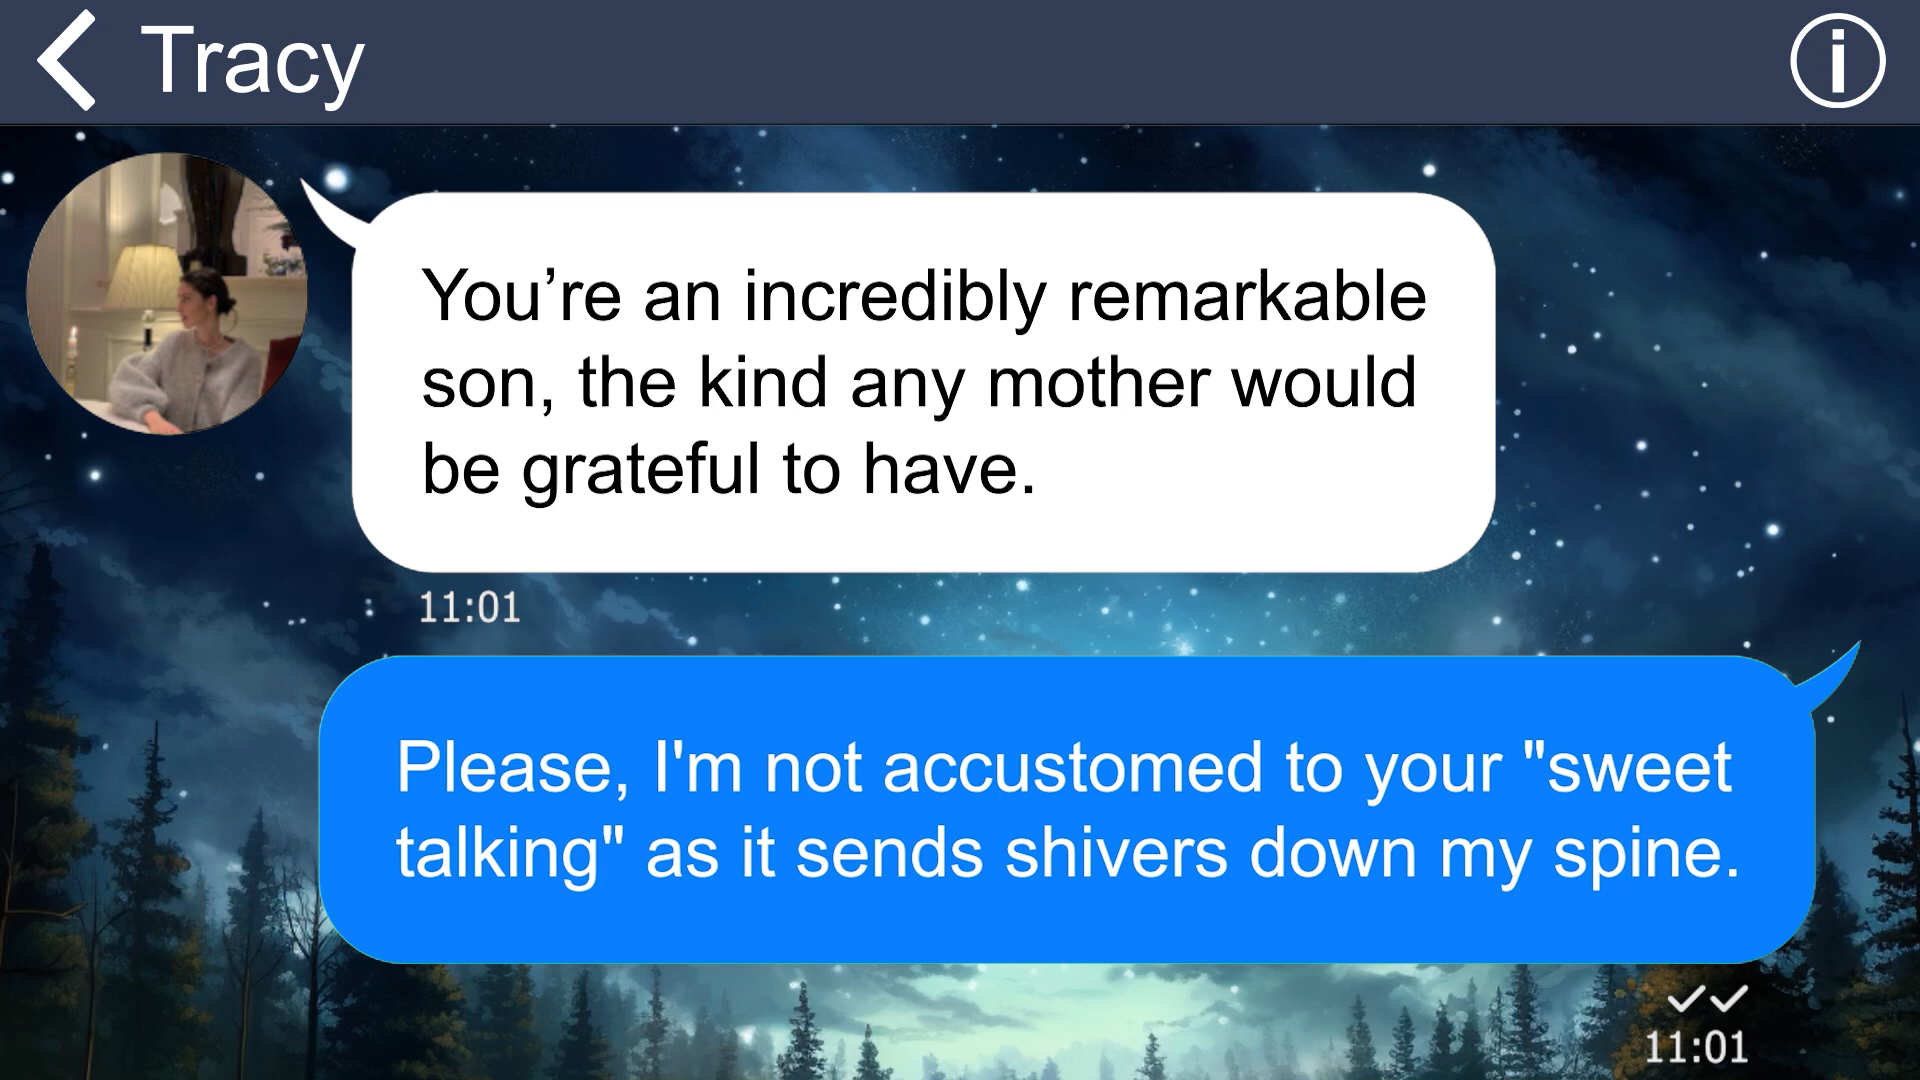 Tracy
You’re an incredibly remarkable
son, the kind any mother would
be grateful to have.
11:01
Please, I'm not accustomed to your "sweet
talking" as it sends shivers down my spine.
11:01